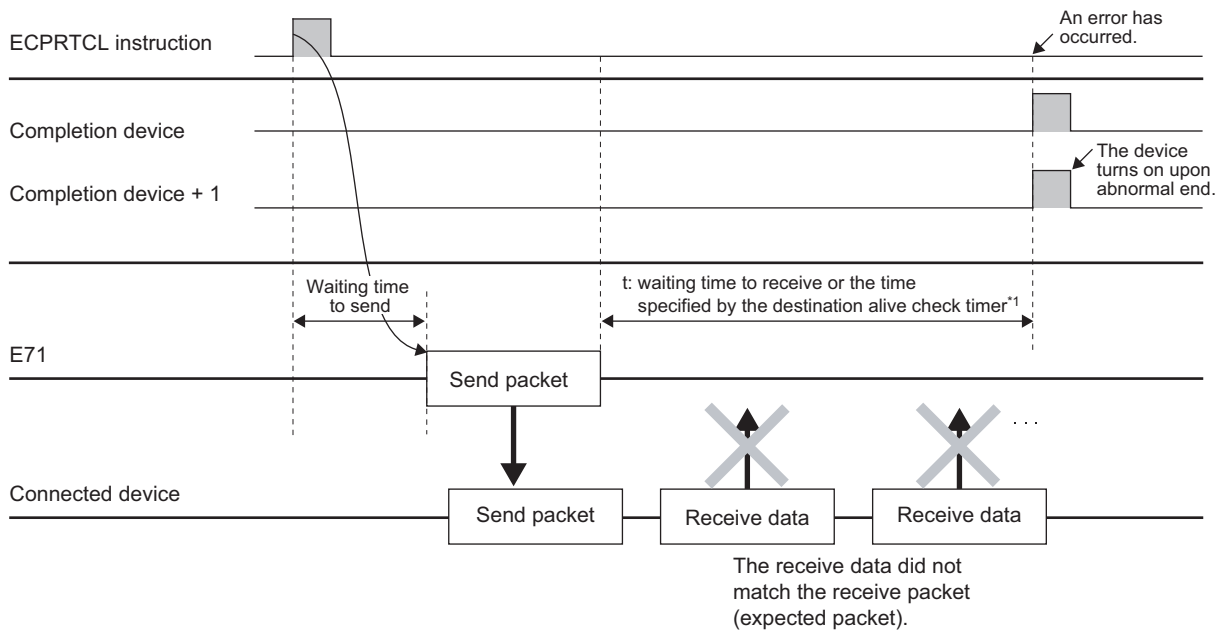 ECPRTCL instruction
An error has
occurred.
Completion device
Completion device + 1
The device
turns on upon
abnormal end.
Waiting time
to send
t: waiting time to receive or the time
specified by the destination alive check timer*1
E71
Send packet
...
Connected device
Send packet
Receive data
Receive data
The receive data did not
match the receive packet
(expected packet).